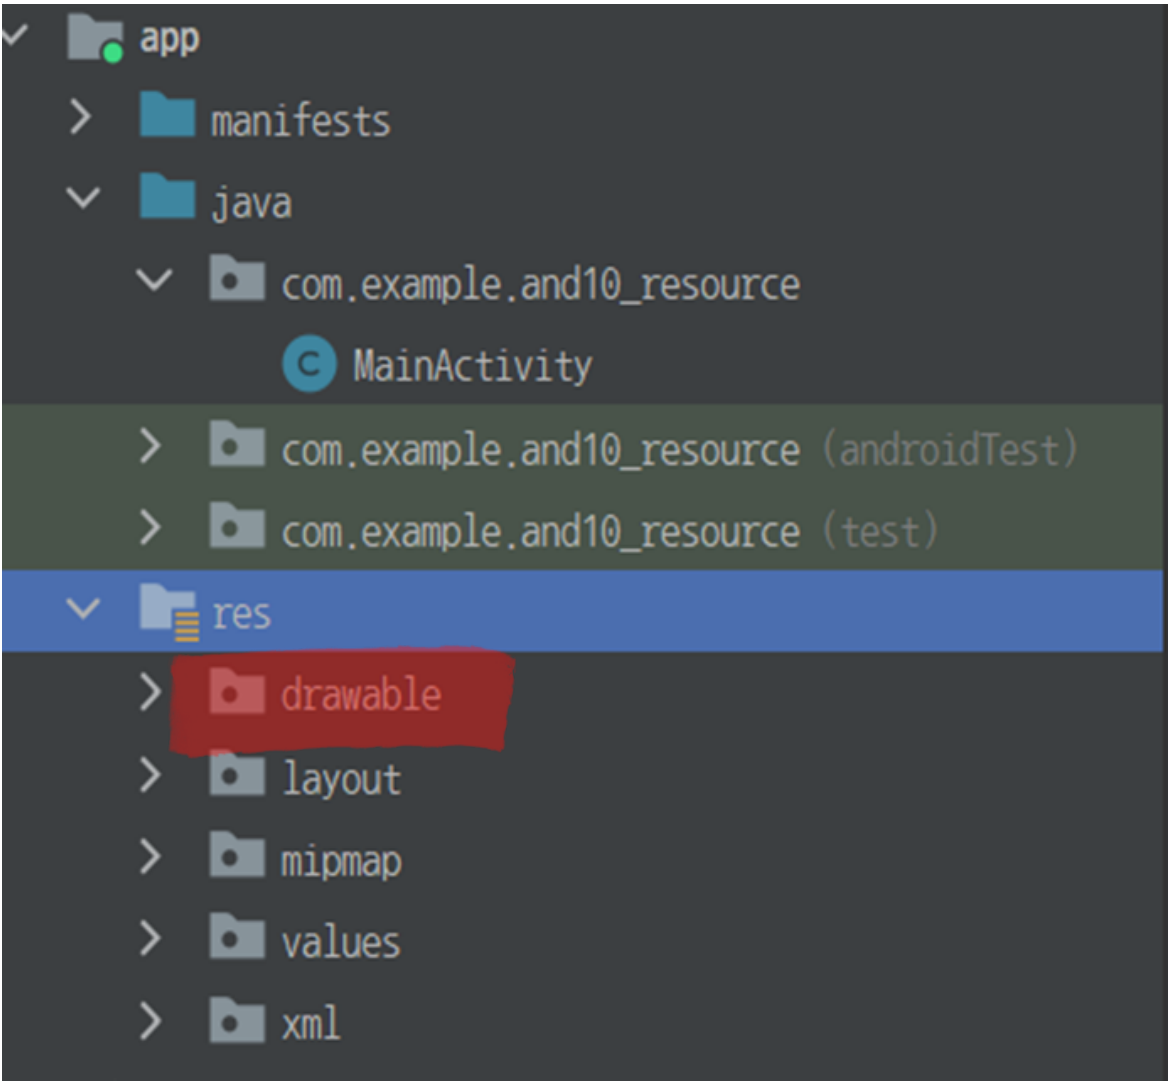 app
manifests
java
com.example.and10_resource
MainActivity
com.example.and10_resource (androidTest)
com.example.and10_resource (test)
res
drawable
layout
mipmap
values
xml